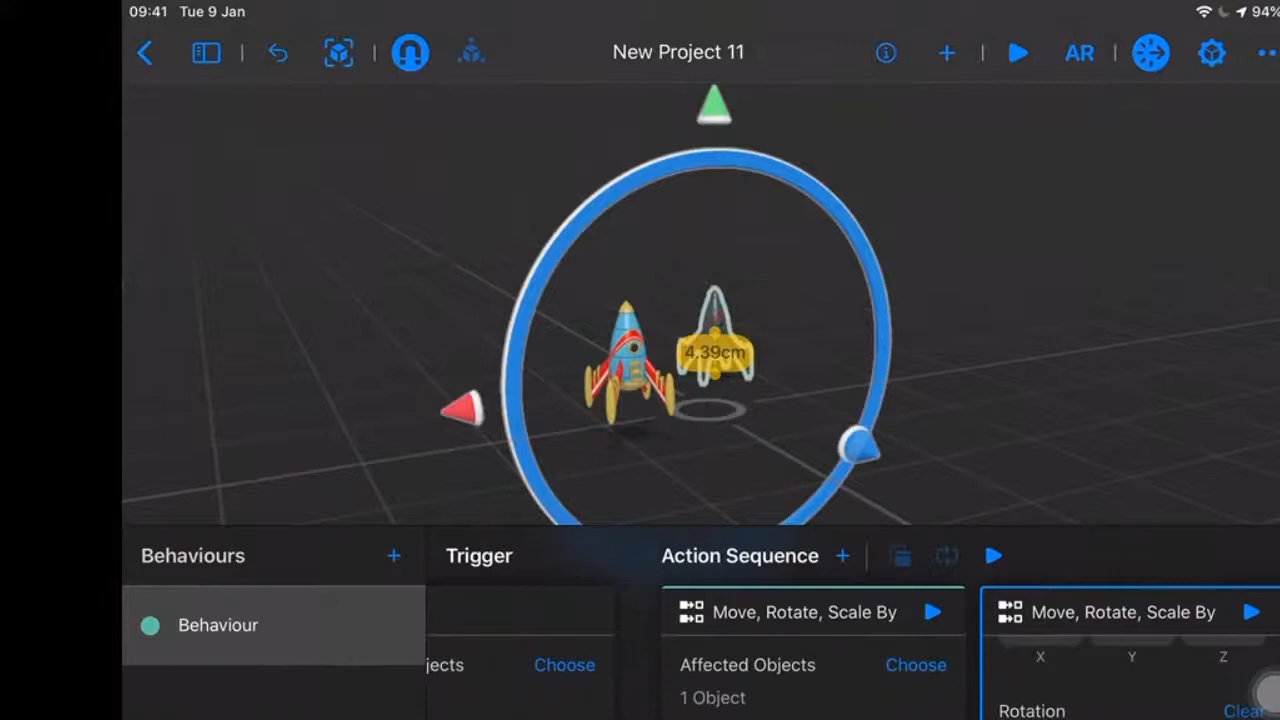 09:41 Tue 9 Jan
94%
New Project 11
AR
4.39cm
Behaviours + Trigger Action Sequence +
Move, Rotate, Scale By Move, Rotate, Scale By
Behaviour
jects Choose Affected Objects Choose X Y Z
1 Object
Rotation Clear